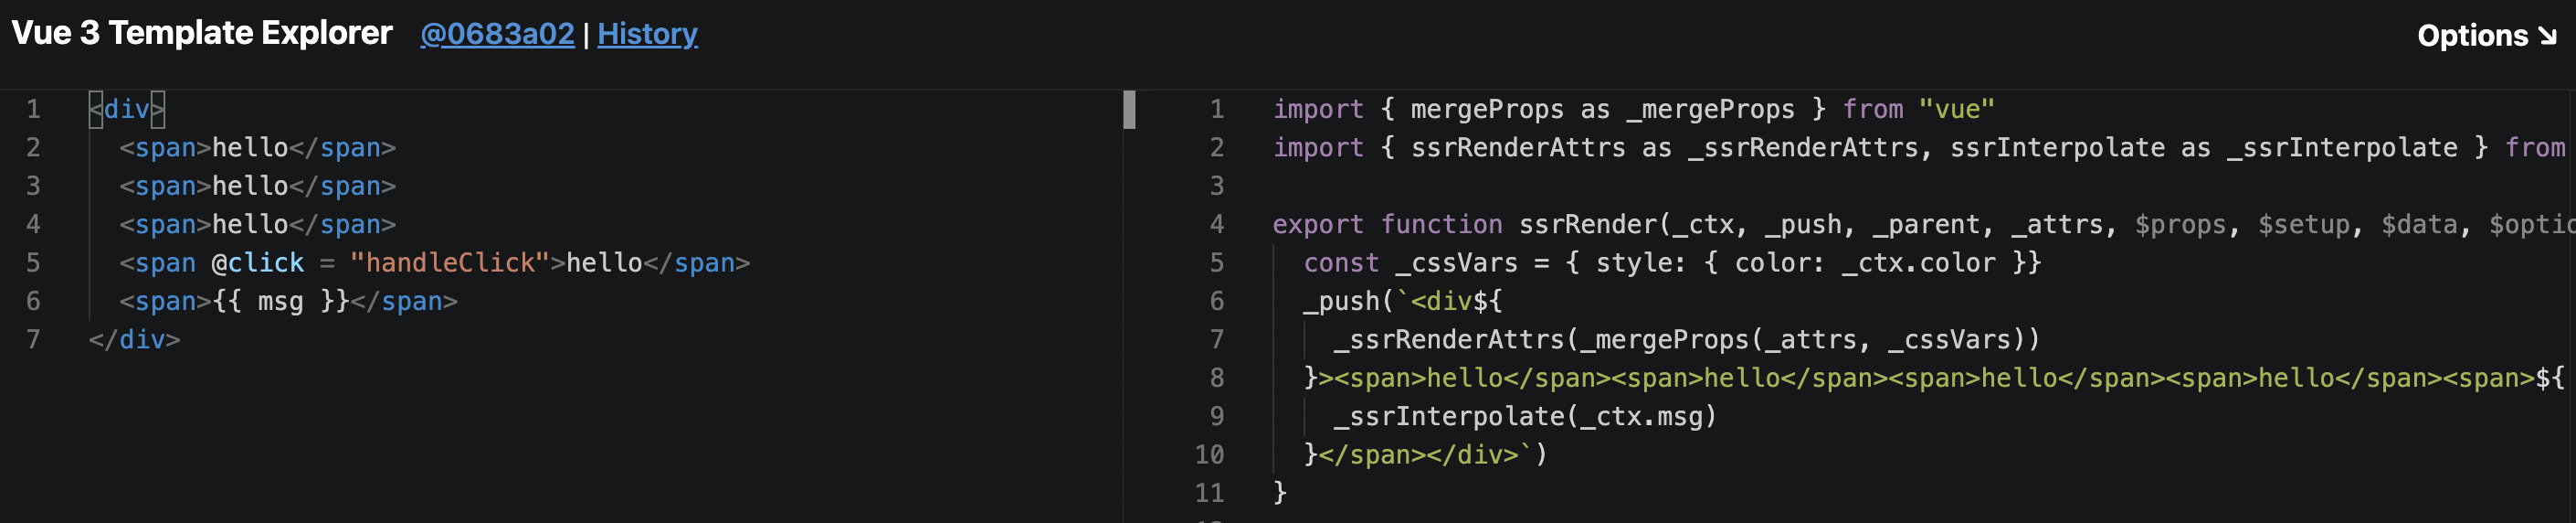 Vue 3 Template Explorer @0683a02 | History
Options ↘
1 <div>
2 <span>hello</span>
3 <span>hello</span>
4 <span>hello</span>
5 <span @click = "handleClick">hello</span>
6 <span>{{ msg }}</span>
7 </div>
1 import { mergeProps as _mergeProps } from "vue"
2 import { ssrRenderAttrs as _ssrRenderAttrs, ssrInterpolate as _ssrInterpolate } from
3
4 export function ssrRender(_ctx, _push, _parent, _attrs, $props, $setup, $data, $optio
5 const _cssVars = { style: { color: _ctx.color }}
6 _push(`<div${
7 _ssrRenderAttrs(_mergeProps(_attrs, _cssVars))
8 }><span>hello</span><span>hello</span><span>hello</span><span>hello</span><span>${
9 _ssrInterpolate(_ctx.msg)
10 }</span></div>`)
11 }